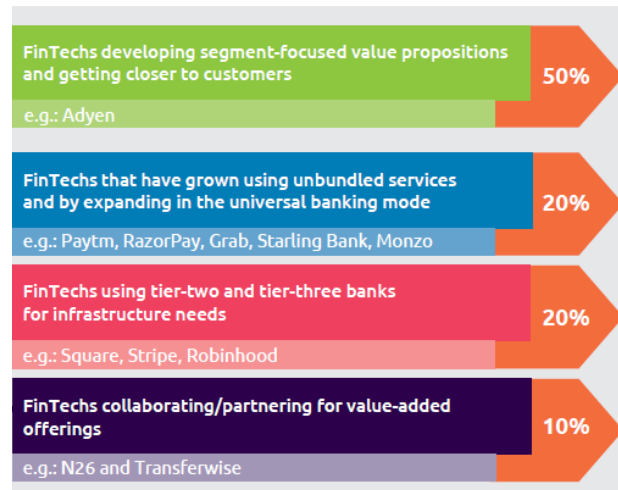 FinTechs developing segment-focused value propositions
and getting closer to customers
50%
e.g.: Adyen
FinTechs that have grown using unbundled services
and by expanding in the universal banking mode
20%
e.g.: Paytm, RazorPay, Grab, Starling Bank, Monzo
FinTechs using tier-two and tier-three banks
for infrastructure needs
20%
e.g.: Square, Stripe, Robinhood
FinTechs collaborating/partnering for value-added
offerings
10%
e.g.: N26 and Transferwise